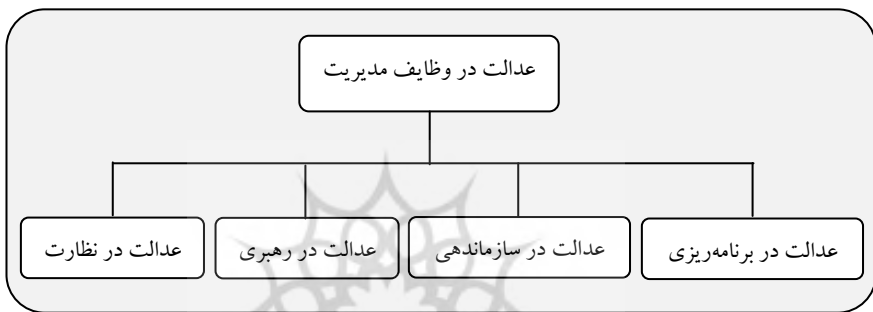 عدالت در وظایف مدیریت
عدالت در برنامه‌ریزی
عدالت در سازماندهی
عدالت در رهبری
عدالت در نظارت